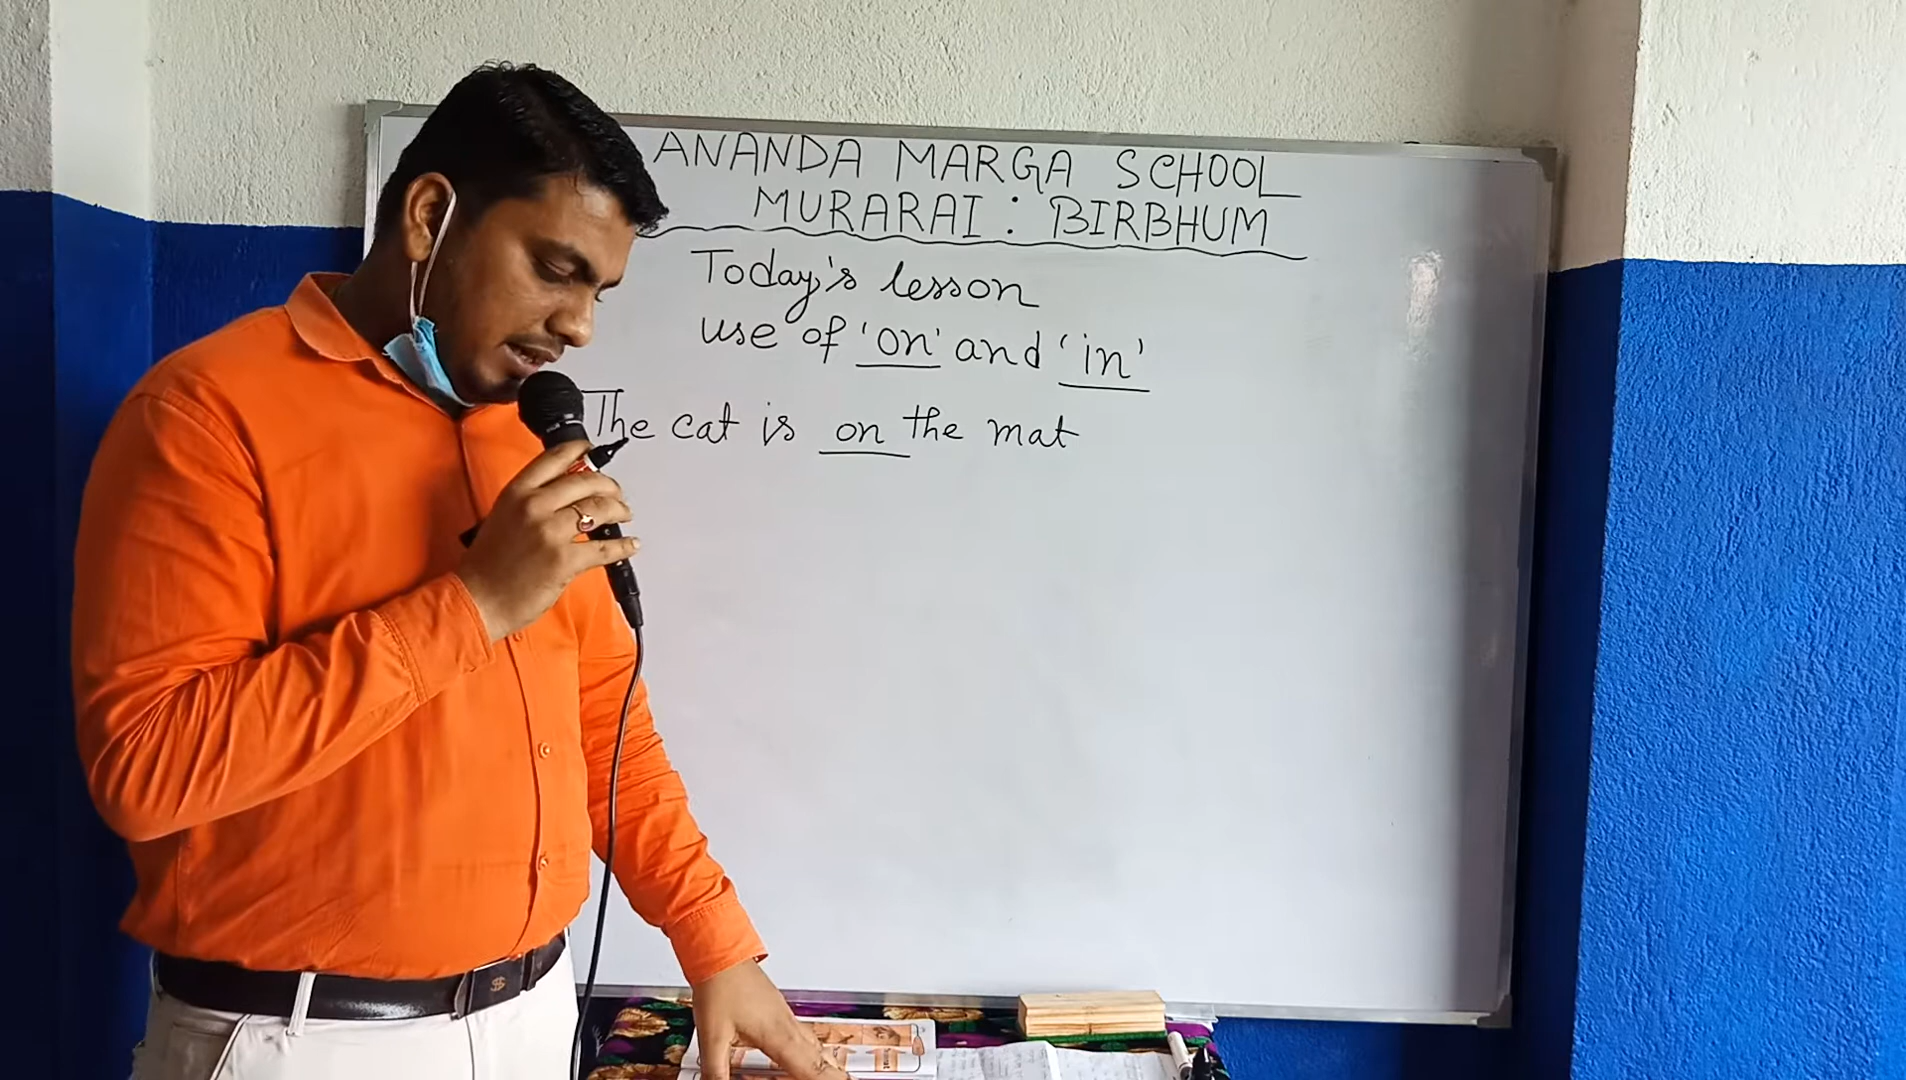 ANANDA MARGA SCHOOL
MURARAI : BIRBHUM
Today's lesson
use of 'on' and 'in'
The cat is on the mat